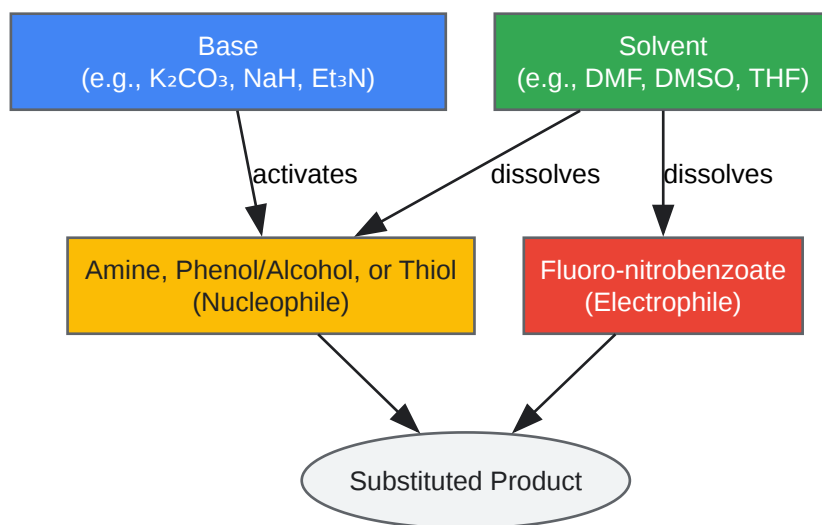 Base
(e.g., K₂CO₃, NaH, Et₃N)
Solvent
(e.g., DMF, DMSO, THF)
activates
dissolves
dissolves
Amine, Phenol/Alcohol, or Thiol
(Nucleophile)
Fluoro-nitrobenzoate
(Electrophile)
Substituted Product